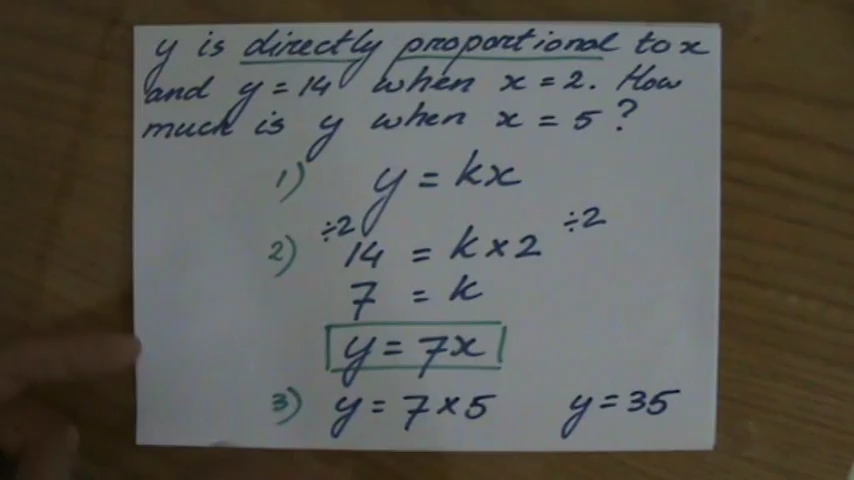 y is directly proportional to x
and y = 14 when x = 2. How
much is y when x = 5?
1) y = kx
÷2 ÷2
2) 14 = k × 2
7 = k
y = 7x
3) y = 7 × 5 y = 35